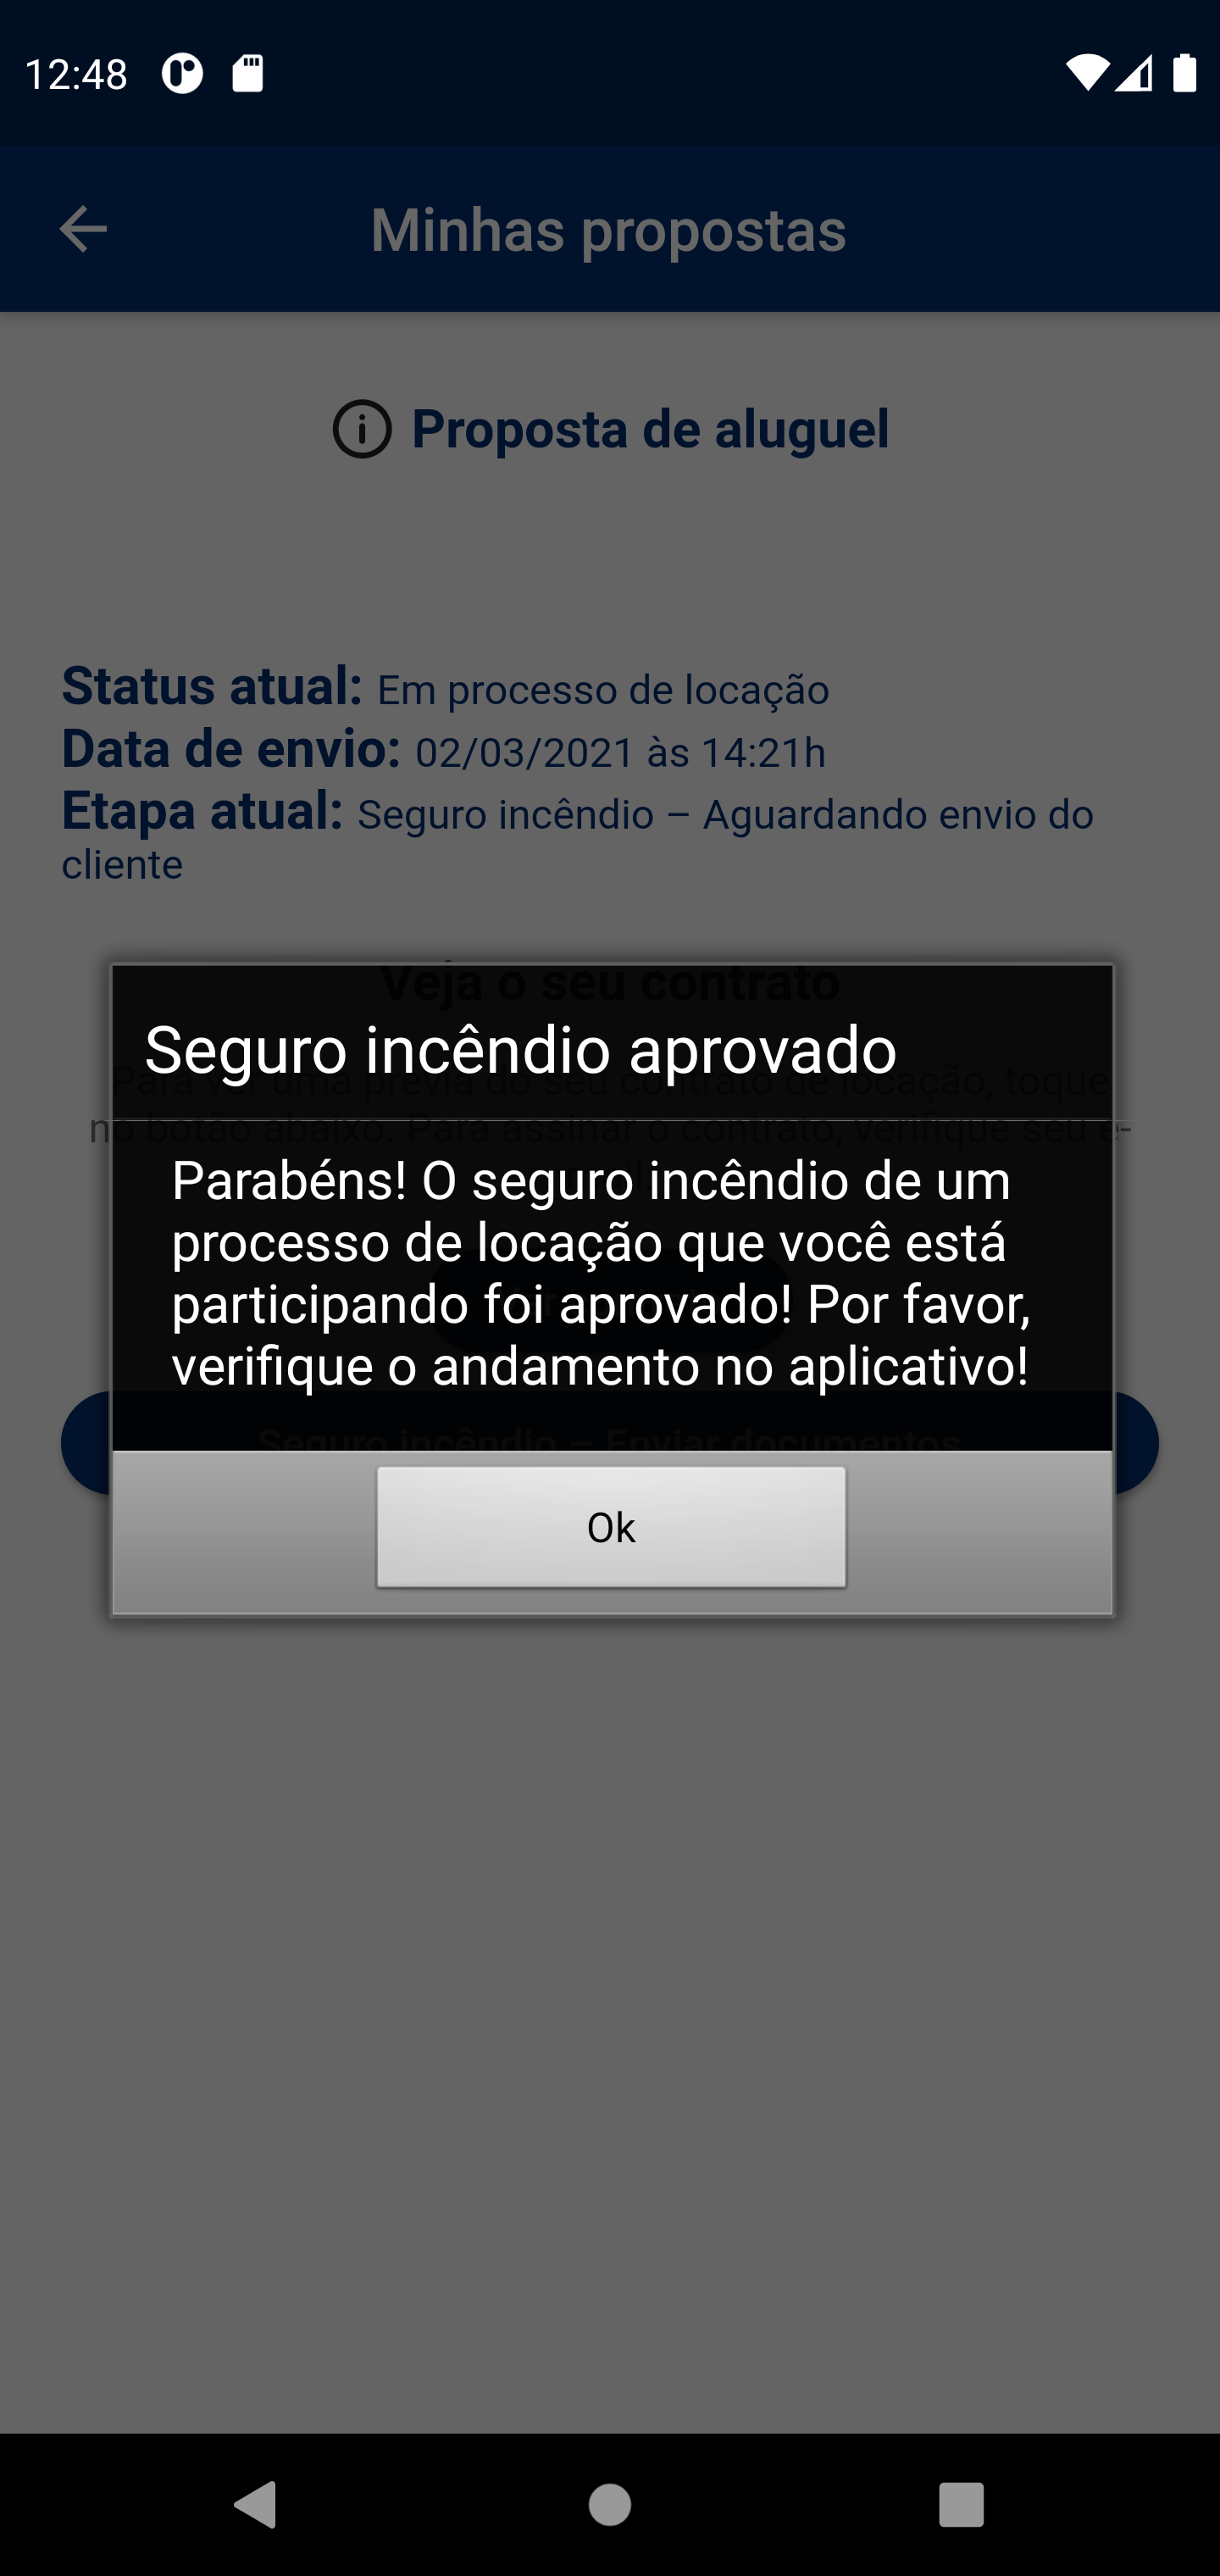 12:48
Minhas propostas
Proposta de aluguel
Status atual: Em processo de locação
Data de envio: 02/03/2021 às 14:21h
Etapa atual: Seguro incêndio – Aguardando envio do
cliente
Veja o seu contrato
Seguro incêndio aprovado
Para ver uma prévia do seu contrato de locação, toque
no botão abaixo. Para assinar o contrato, verifique seu e-
Parabéns! O seguro incêndio de um
processo de locação que você está
participando foi aprovado! Por favor,
verifique o andamento no aplicativo!
Seguro incêndio – Enviar documentos
Ok